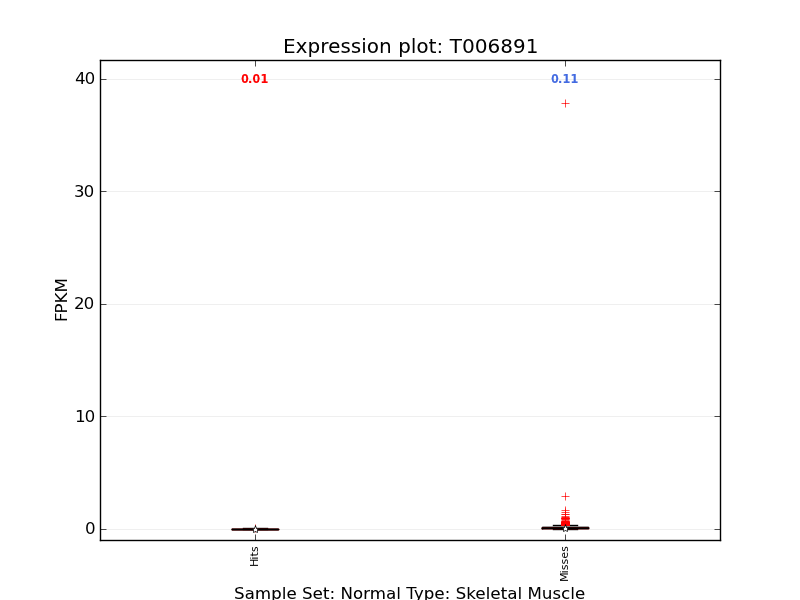 Expression plot: T006891
40
0.01
0.11
30
FPKM
20
10
0
Hits
Misses
Sample Set: Normal Type: Skeletal Muscle